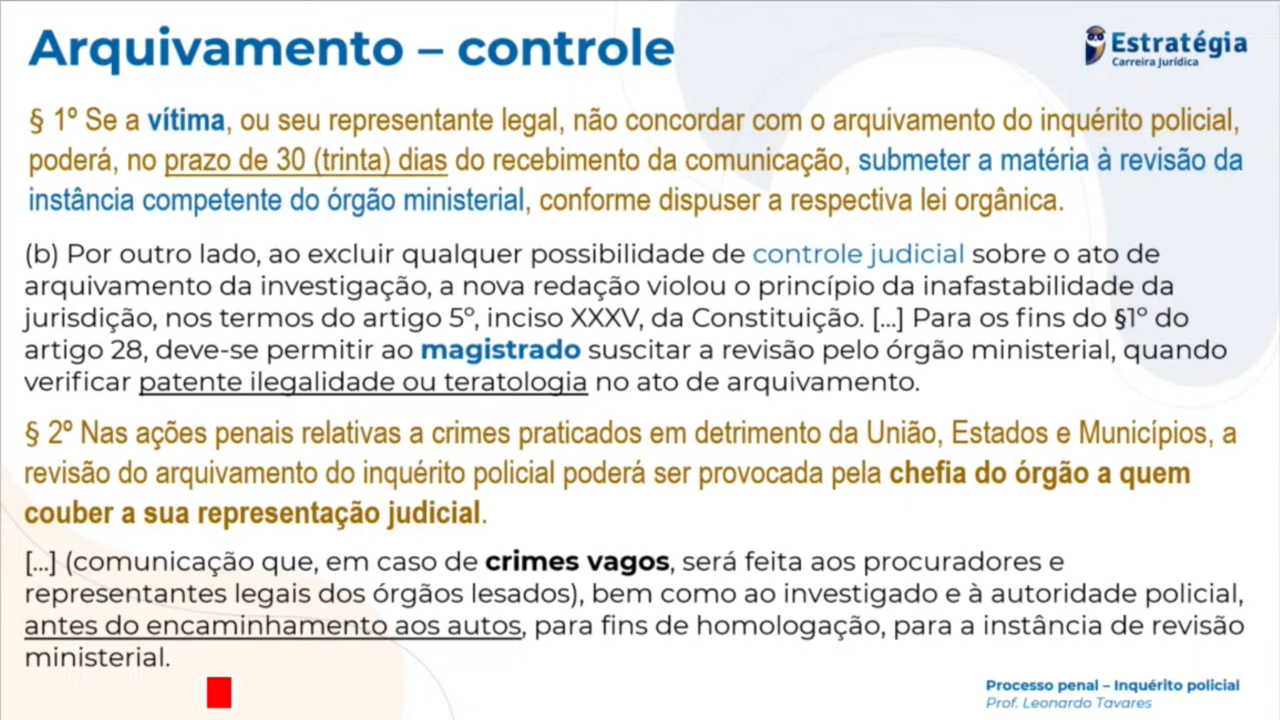 Arquivamento – controle
Estratégia
Carreira Jurídica
§ 1º Se a vítima, ou seu representante legal, não concordar com o arquivamento do inquérito policial,
poderá, no prazo de 30 (trinta) dias do recebimento da comunicação, submeter a matéria à revisão da
instância competente do órgão ministerial, conforme dispuser a respectiva lei orgânica.
(b) Por outro lado, ao excluir qualquer possibilidade de controle judicial sobre o ato de
arquivamento da investigação, a nova redação violou o princípio da inafastabilidade da
jurisdição, nos termos do artigo 5º, inciso XXXV, da Constituição. [...] Para os fins do §1º do
artigo 28, deve-se permitir ao magistrado suscitar a revisão pelo órgão ministerial, quando
verificar patente ilegalidade ou teratologia no ato de arquivamento.
§ 2º Nas ações penais relativas a crimes praticados em detrimento da União, Estados e Municípios, a
revisão do arquivamento do inquérito policial poderá ser provocada pela chefia do órgão a quem
couber a sua representação judicial.
[...] (comunicação que, em caso de crimes vagos, será feita aos procuradores e
representantes legais dos órgãos lesados), bem como ao investigado e à autoridade policial,
antes do encaminhamento aos autos, para fins de homologação, para a instância de revisão
ministerial.
Processo penal – Inquérito policial
Prof. Leonardo Tavares